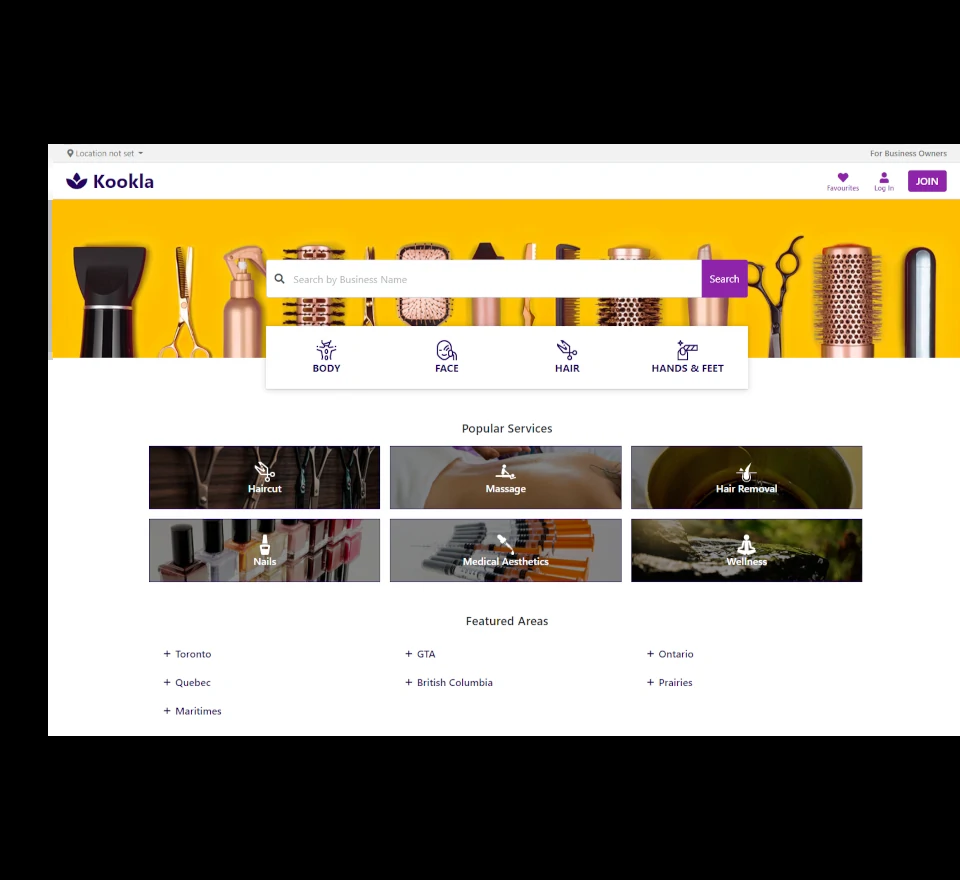 Location not set
For Business Owners
Kookla
Favourites
Log In
JOIN
Search by Business Name
Search
BODY
FACE
HAIR
HANDS & FEET
Popular Services
Haircut
Massage
Hair Removal
Nails
Medical Aesthetics
Wellness
Featured Areas
+ Toronto
+ GTA
+ Ontario
+ Quebec
+ British Columbia
+ Prairies
+ Maritimes